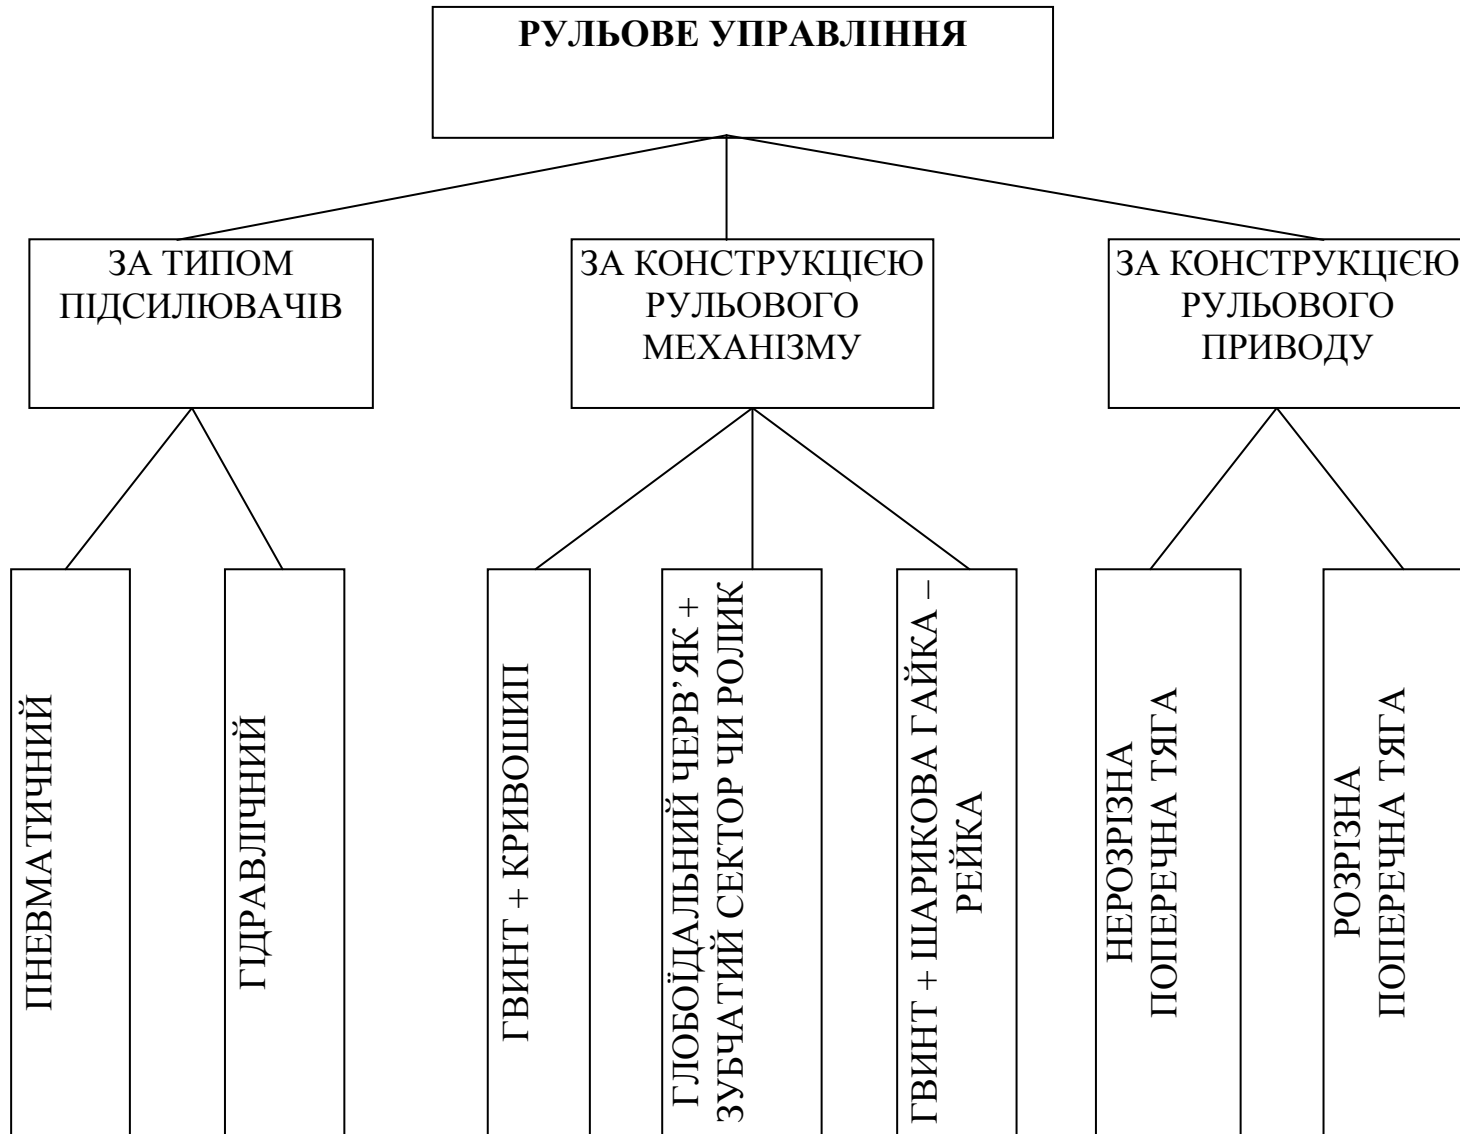 РУЛЬОВЕ УПРАВЛІННЯ
ЗА ТИПОМ
ПІДСИЛЮВАЧІВ
ЗА КОНСТРУКЦІЄЮ
РУЛЬОВОГО
МЕХАНІЗМУ
ЗА КОНСТРУКЦІЄЮ
РУЛЬОВОГО
ПРИВОДУ
ПНЕВМАТИЧНИЙ
ГІДРАВЛІЧНИЙ
ГВИНТ + КРИВОШИП
ГЛОБОЇДАЛЬНИЙ ЧЕРВ’ЯК +
ЗУБЧАТИЙ СЕКТОР ЧИ РОЛИК
ГВИНТ + ШАРИКОВА ГАЙКА –
РЕЙКА
НЕРОЗРІЗНА
ПОПЕРЕЧНА ТЯГА
РОЗРІЗНА
ПОПЕРЕЧНА ТЯГА